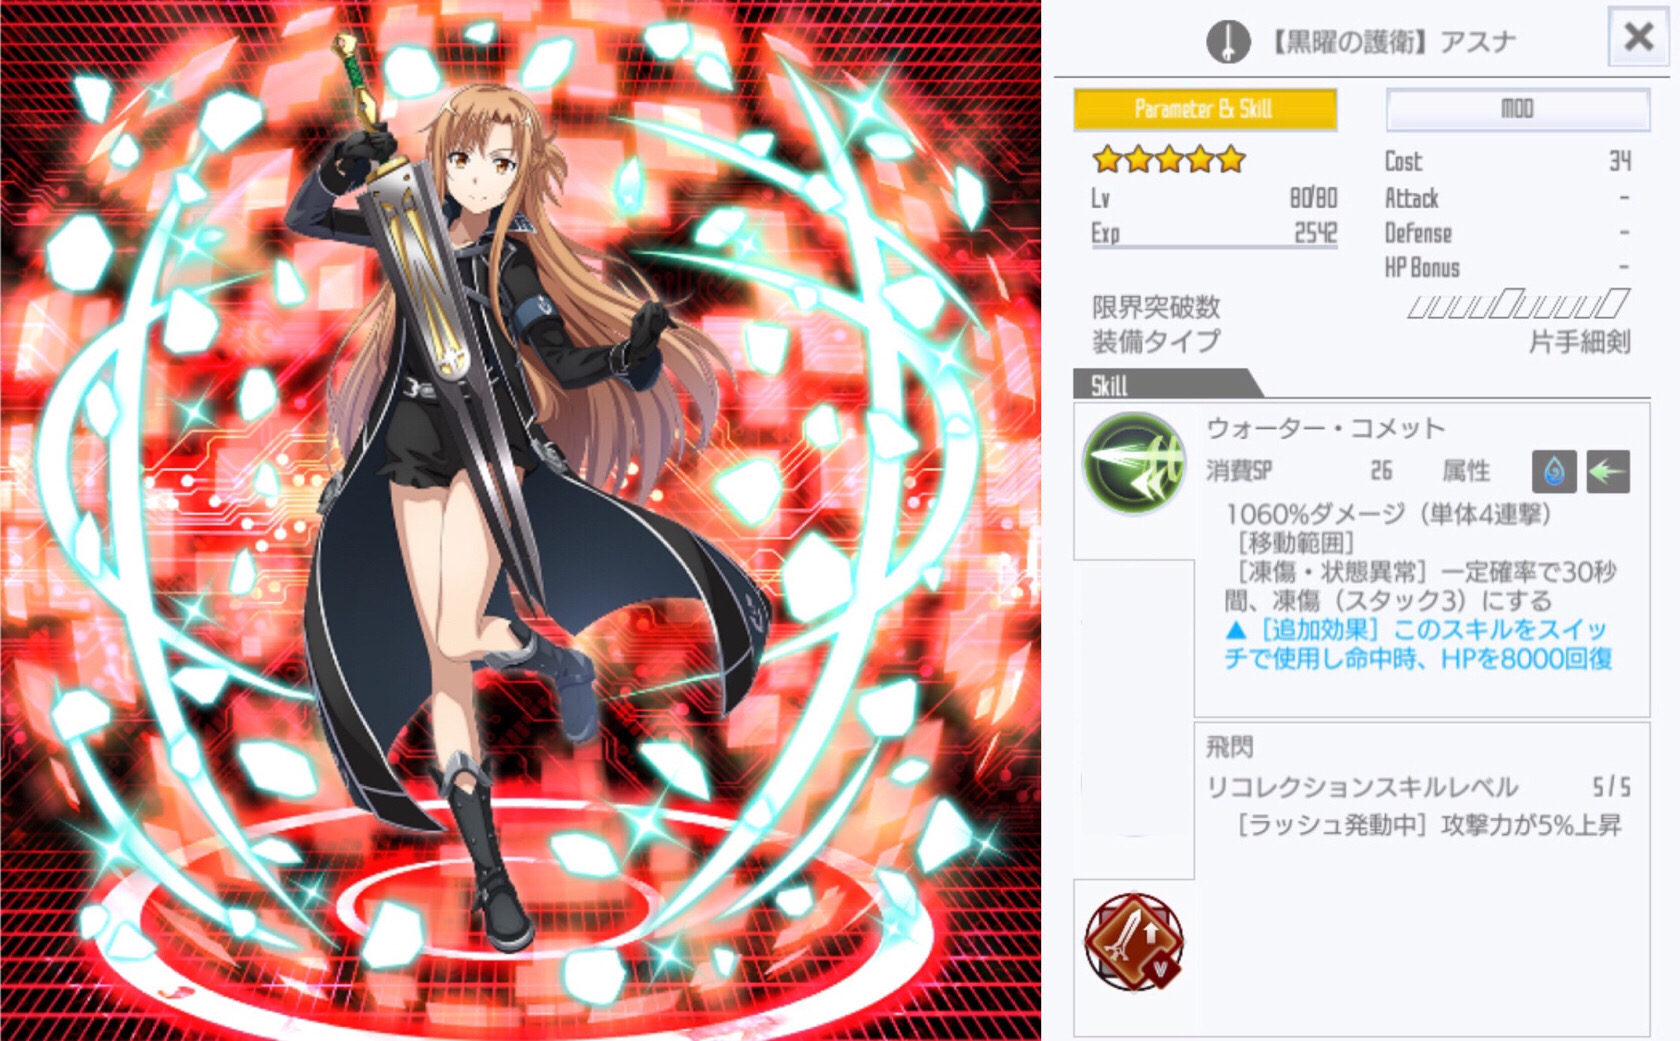 【黒曜の護衛】アスナ
Parameter & Skill
MOD
Cost 34
Lv 80/80
Attack -
Exp 2542
Defense -
HP Bonus -
限界突破数
装備タイプ 片手細剣
Skill
ウォーター・コメット
消費SP 26 属性
1060%ダメージ（単体4連撃）
［移動範囲］
［凍傷・状態異常］一定確率で30秒
間、凍傷（スタック3）にする
▲［追加効果］このスキルをスイッ
チで使用し命中時、HPを8000回復
飛閃
リコレクションスキルレベル 5/5
［ラッシュ発動中］攻撃力が5%上昇
V